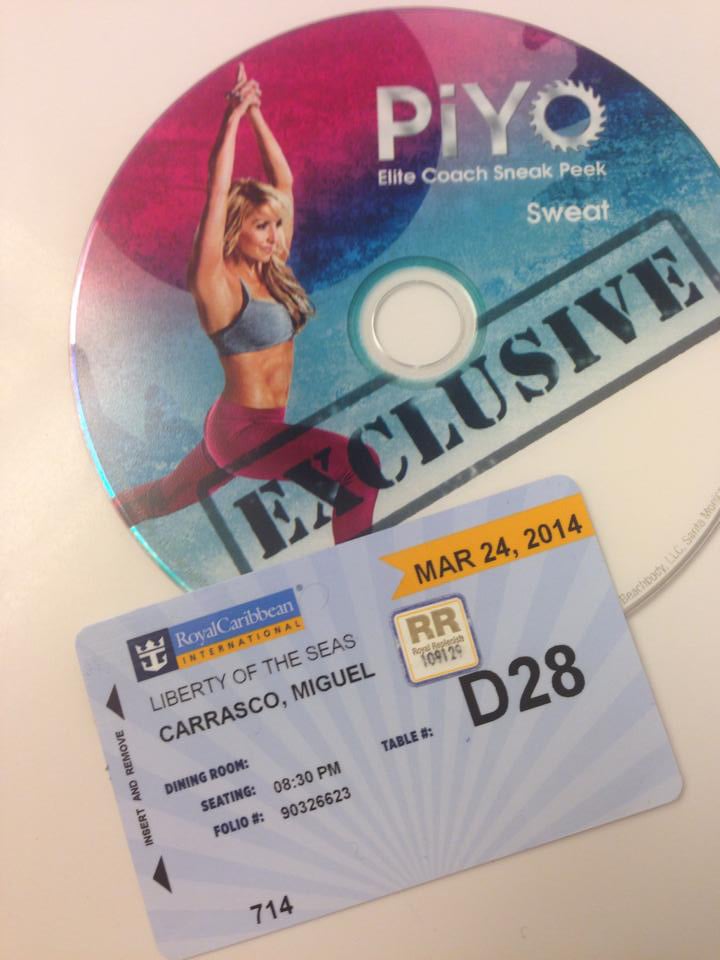 PiYO
Elite Coach Sneak Peek
Sweat
EXCLUSIVE
Beachbody, LLC. Santa
MAR 24, 2014
RoyalCaribbean®
INTERNATIONAL
RR
Royal Replenish
109129
LIBERTY OF THE SEAS
CARRASCO, MIGUEL
D28
TABLE #:
DINING ROOM:
SEATING: 08:30 PM
FOLIO #: 90326623
INSERT AND REMOVE
714